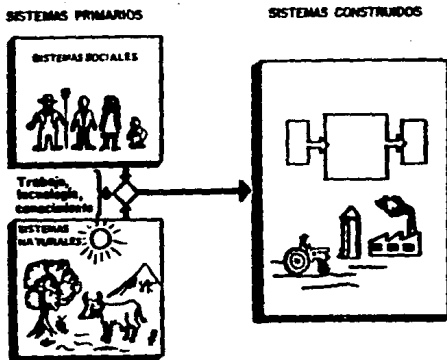 SISTEMAS PRIMARIOS
SISTEMAS CONSTRUIDOS
SISTEMAS SOCIALES
Trabajo,
tecnología,
conocimiento
SISTEMAS
NATURALES